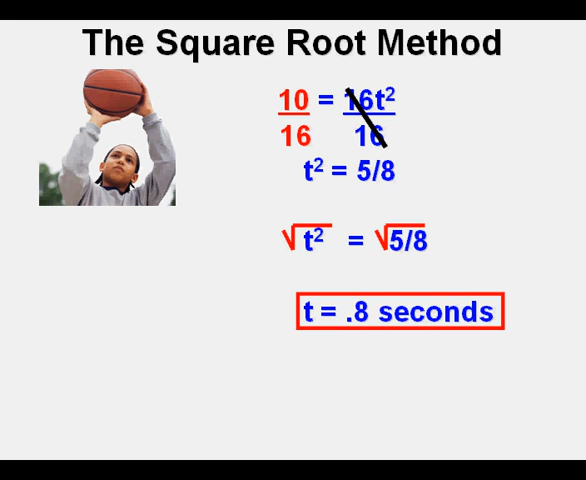 The Square Root Method
10 = 16t²
16 16
t² = 5/8
√t² = √5/8
t = .8 seconds